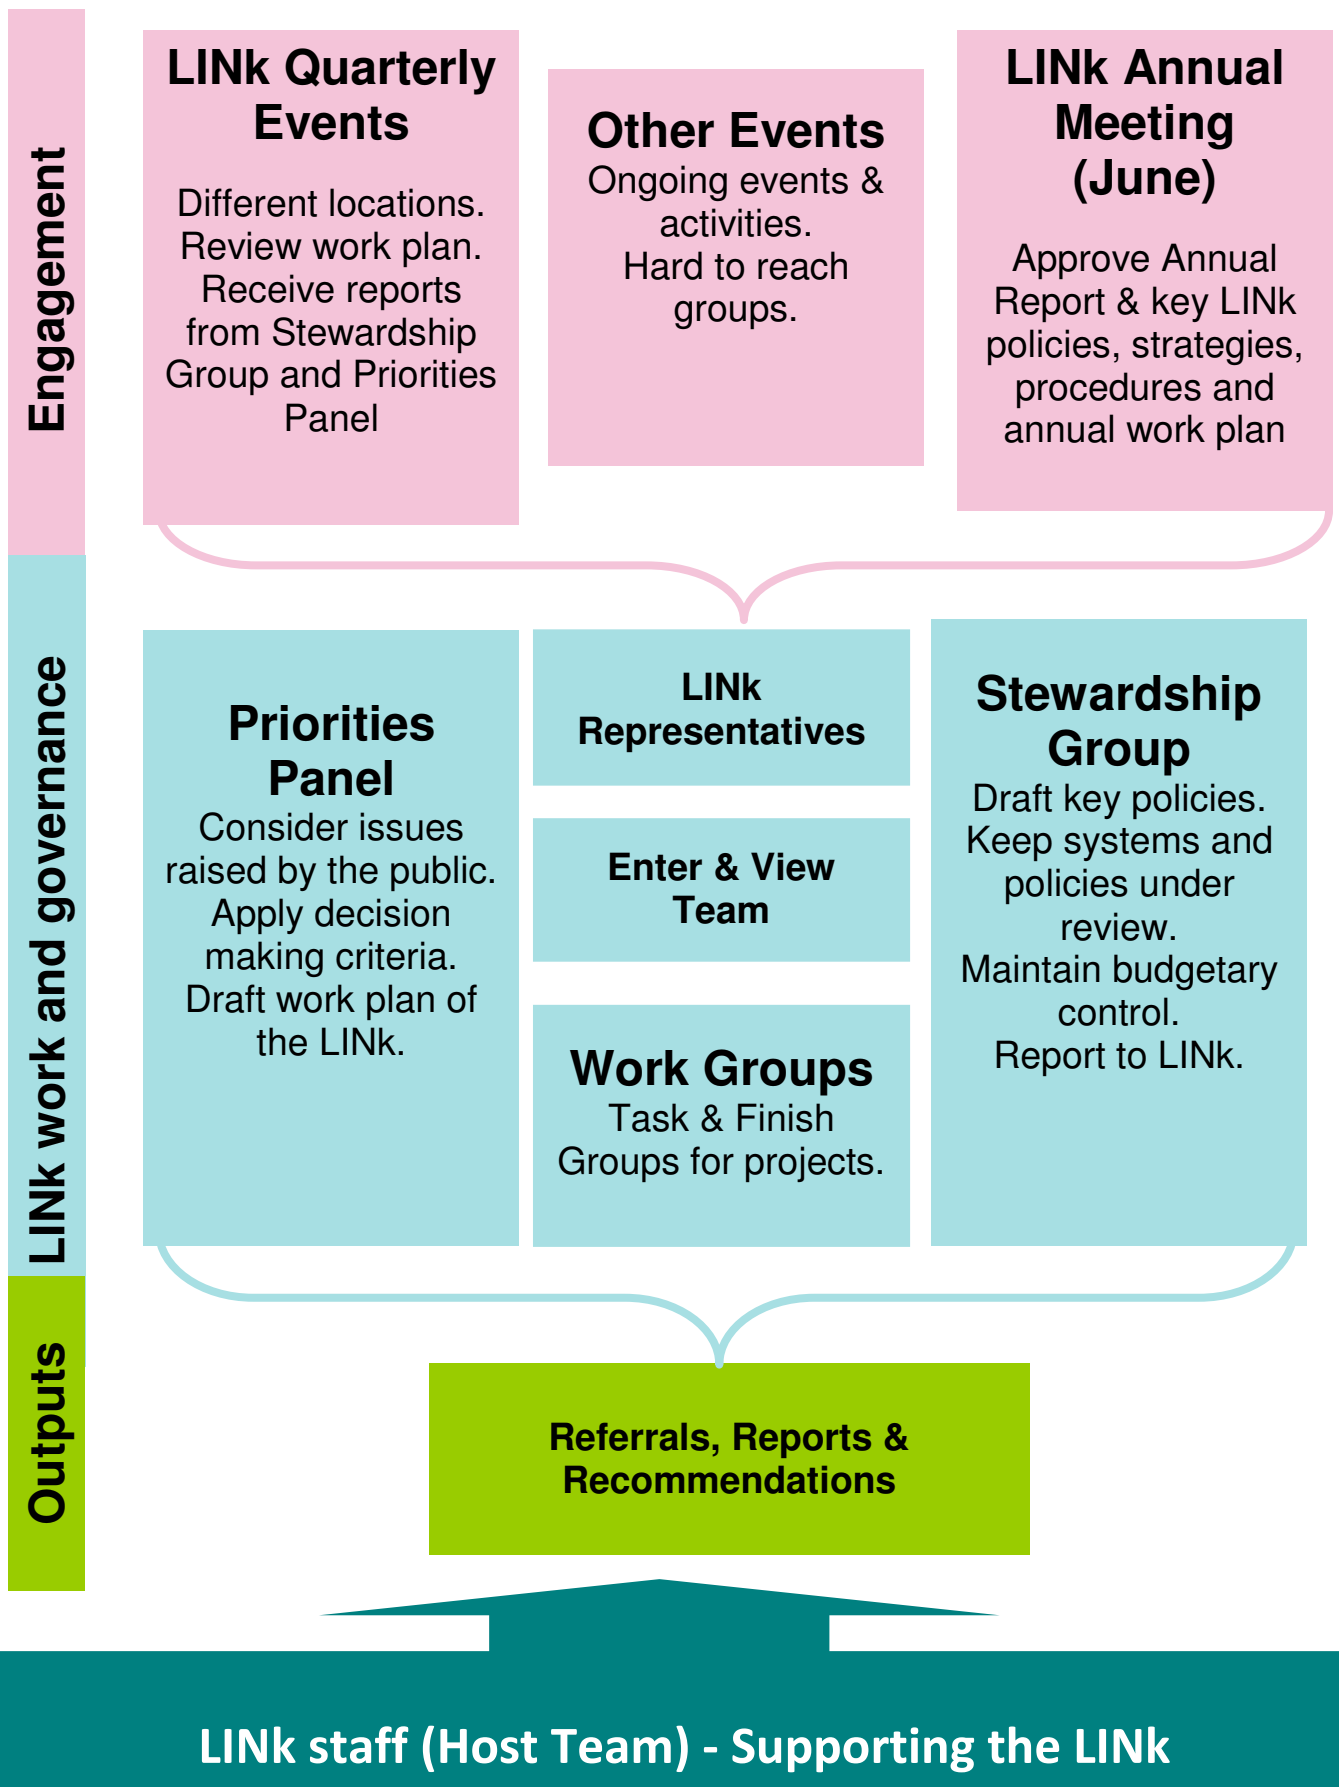 Engagement
LINk Quarterly
Events
Different locations.
Review work plan.
Receive reports
from Stewardship
Group and Priorities
Panel
Other Events
Ongoing events &
activities.
Hard to reach
groups.
LINk Annual
Meeting
(June)
Approve Annual
Report & key LINk
policies, strategies,
procedures and
annual work plan
LINk work and governance
Priorities
Panel
Consider issues
raised by the public.
Apply decision
making criteria.
Draft work plan of
the LINk.
LINk
Representatives
Enter & View
Team
Work Groups
Task & Finish
Groups for projects.
Stewardship
Group
Draft key policies.
Keep systems and
policies under
review.
Maintain budgetary
control.
Report to LINk.
Outputs
Referrals, Reports &
Recommendations
LINk staff (Host Team) - Supporting the LINk